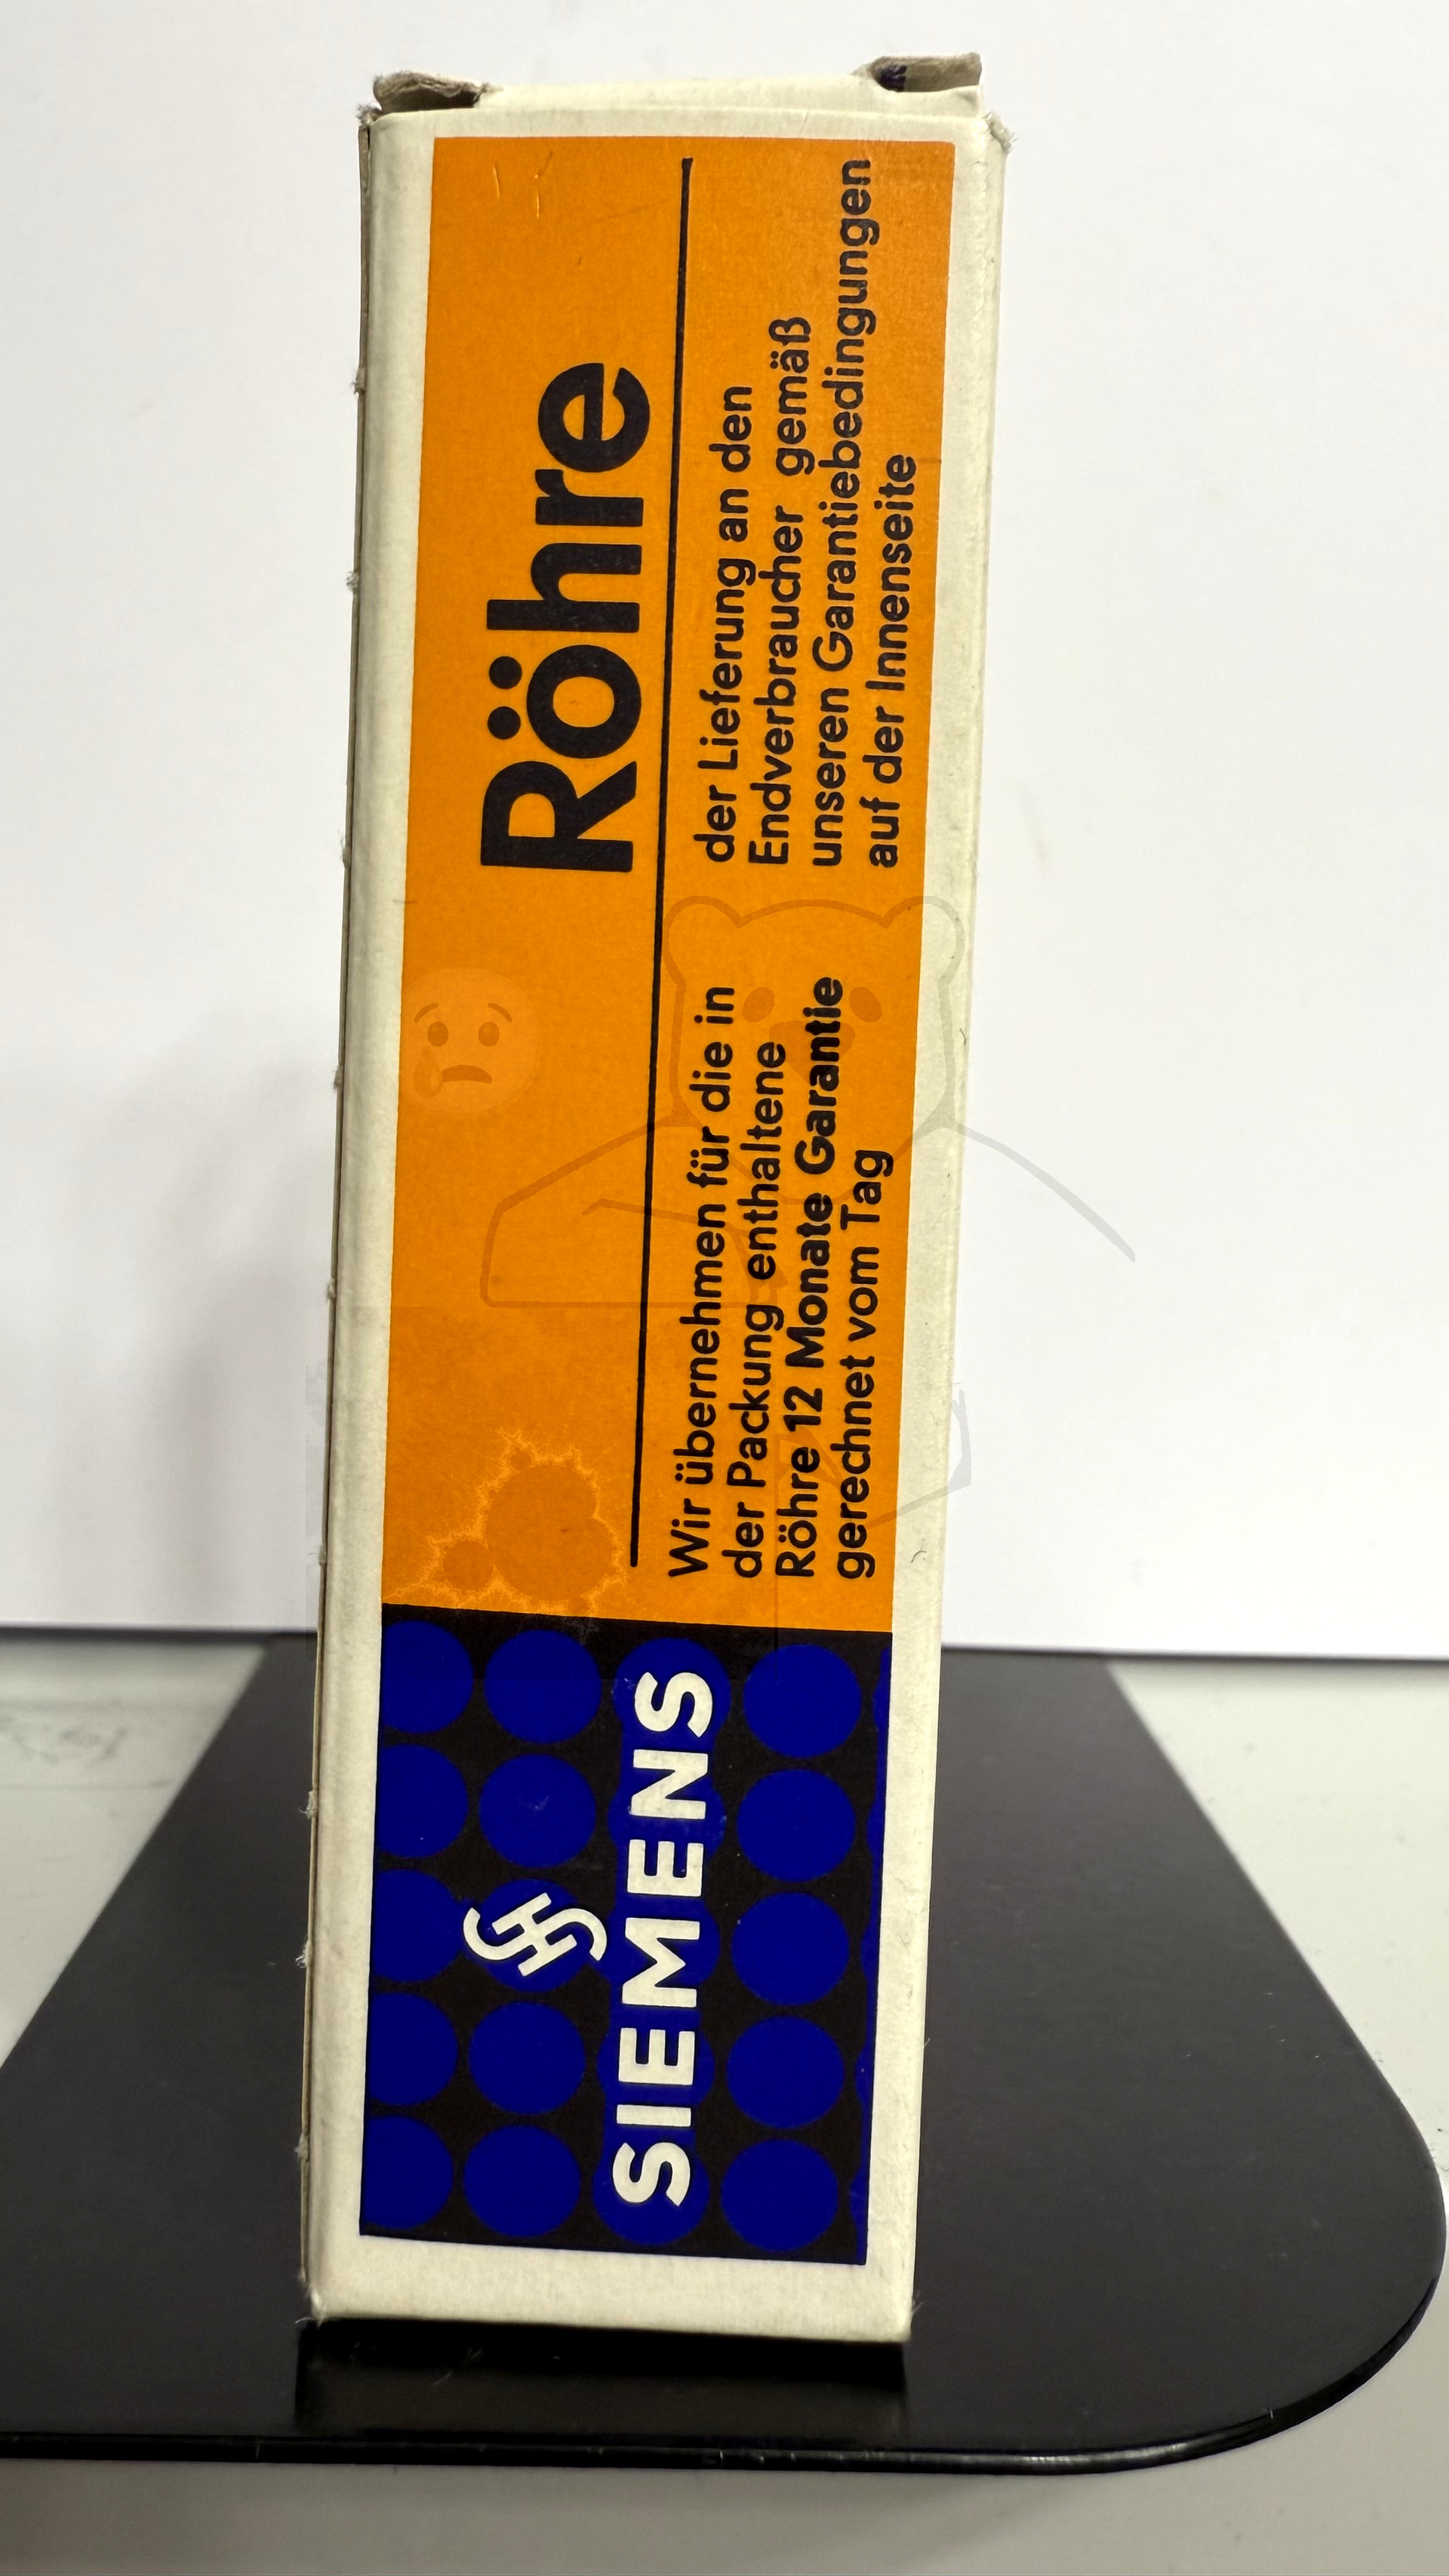 SIEMENS
Röhre
Wir übernehmen für die in
der Packung enthaltene
Röhre 12 Monate Garantie
gerechnet vom Tag
der Lieferung an den
Endverbraucher gemäß
unseren Garantiebedingungen
auf der Innenseite